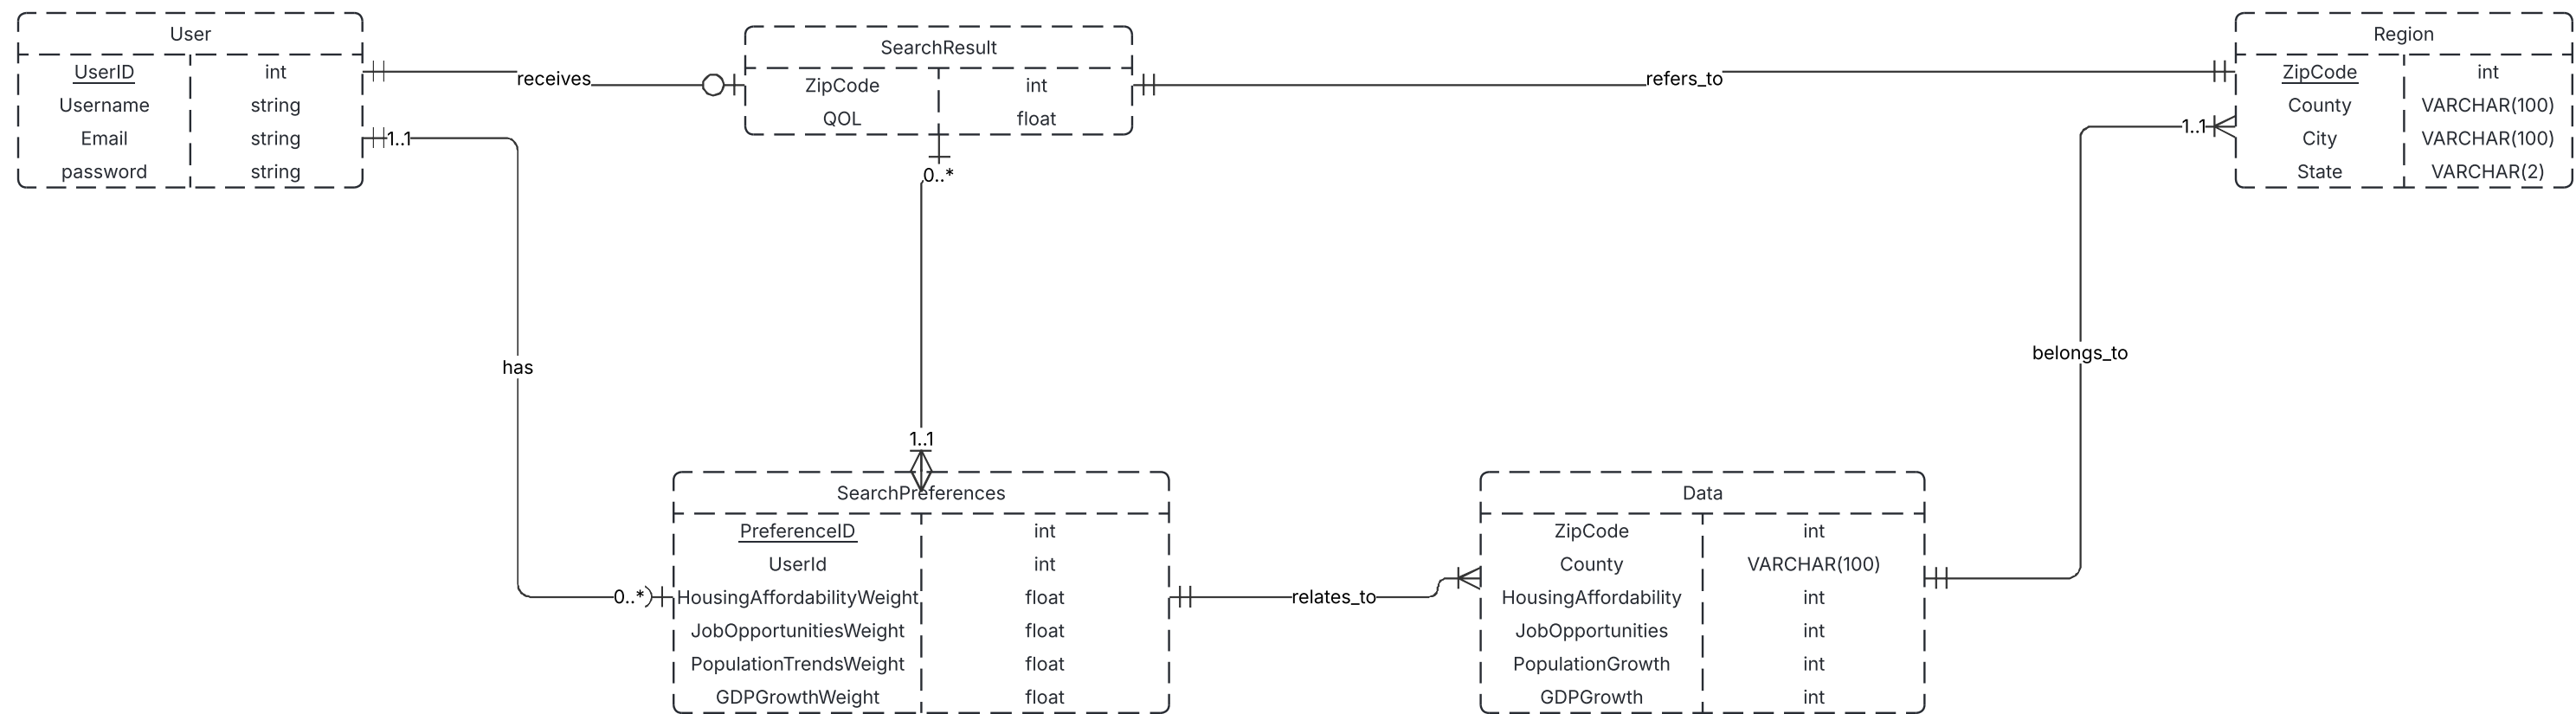 User
UserID int
Username string
Email string
password string
receives
SearchResult
ZipCode int
QOL float
refers_to
Region
ZipCode int
County VARCHAR(100)
City VARCHAR(100)
State VARCHAR(2)
1..1
has
0..*
0..*
1..1
1..1
belongs_to
SearchPreferences
PreferenceID int
UserId int
HousingAffordabilityWeight float
JobOpportunitiesWeight float
PopulationTrendsWeight float
GDPGrowthWeight float
relates_to
Data
ZipCode int
County VARCHAR(100)
HousingAffordability int
JobOpportunities int
PopulationGrowth int
GDPGrowth int